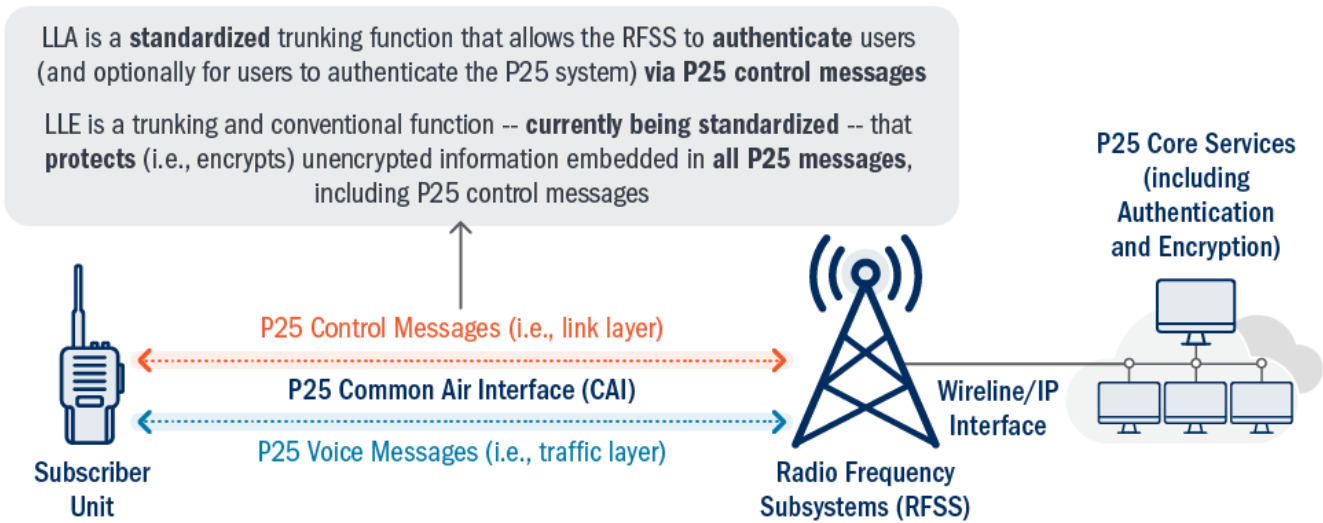 LLA is a standardized trunking function that allows the RFSS to authenticate users
(and optionally for users to authenticate the P25 system) via P25 control messages
LLE is a trunking and conventional function -- currently being standardized -- that
protects (i.e., encrypts) unencrypted information embedded in all P25 messages,
including P25 control messages
P25 Core Services
(including
Authentication
and Encryption)
P25 Control Messages (i.e., link layer)
P25 Common Air Interface (CAI)
P25 Voice Messages (i.e., traffic layer)
Wireline/IP
Interface
Subscriber
Unit
Radio Frequency
Subsystems (RFSS)